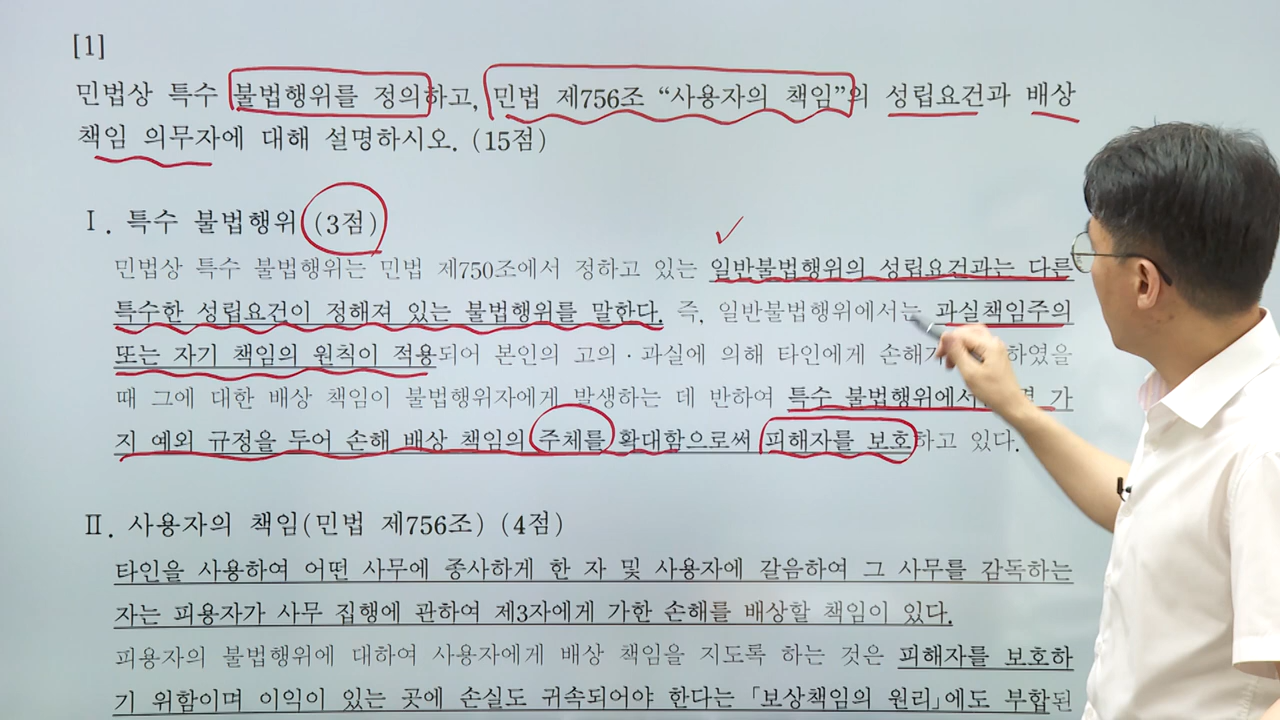 [1]
민법상 특수 불법행위를 정의하고, 민법 제756조 “사용자의 책임”의 성립요건과 배상
책임 의무자에 대해 설명하시오. (15점)
Ⅰ. 특수 불법행위 (3점)
민법상 특수 불법행위는 민법 제750조에서 정하고 있는 일반불법행위의 성립요건과는 다른
특수한 성립요건이 정해져 있는 불법행위를 말한다. 즉, 일반불법행위에서는 과실책임주의
또는 자기 책임의 원칙이 적용되어 본인의 고의 · 과실에 의해 타인에게 손해 하였을
때 그에 대한 배상 책임이 불법행위자에게 발생하는 데 반하여 특수 불법행위에서 가
지 예외 규정을 두어 손해 배상 책임의 주체를 확대함으로써 피해자를 보호하고 있다.
Ⅱ. 사용자의 책임(민법 제756조) (4점)
타인을 사용하여 어떤 사무에 종사하게 한 자 및 사용자에 갈음하여 그 사무를 감독하는
자는 피용자가 사무 집행에 관하여 제3자에게 가한 손해를 배상할 책임이 있다.
피용자의 불법행위에 대하여 사용자에게 배상 책임을 지도록 하는 것은 피해자를 보호하
기 위함이며 이익이 있는 곳에 손실도 귀속되어야 한다는 「보상책임의 원리」에도 부합된